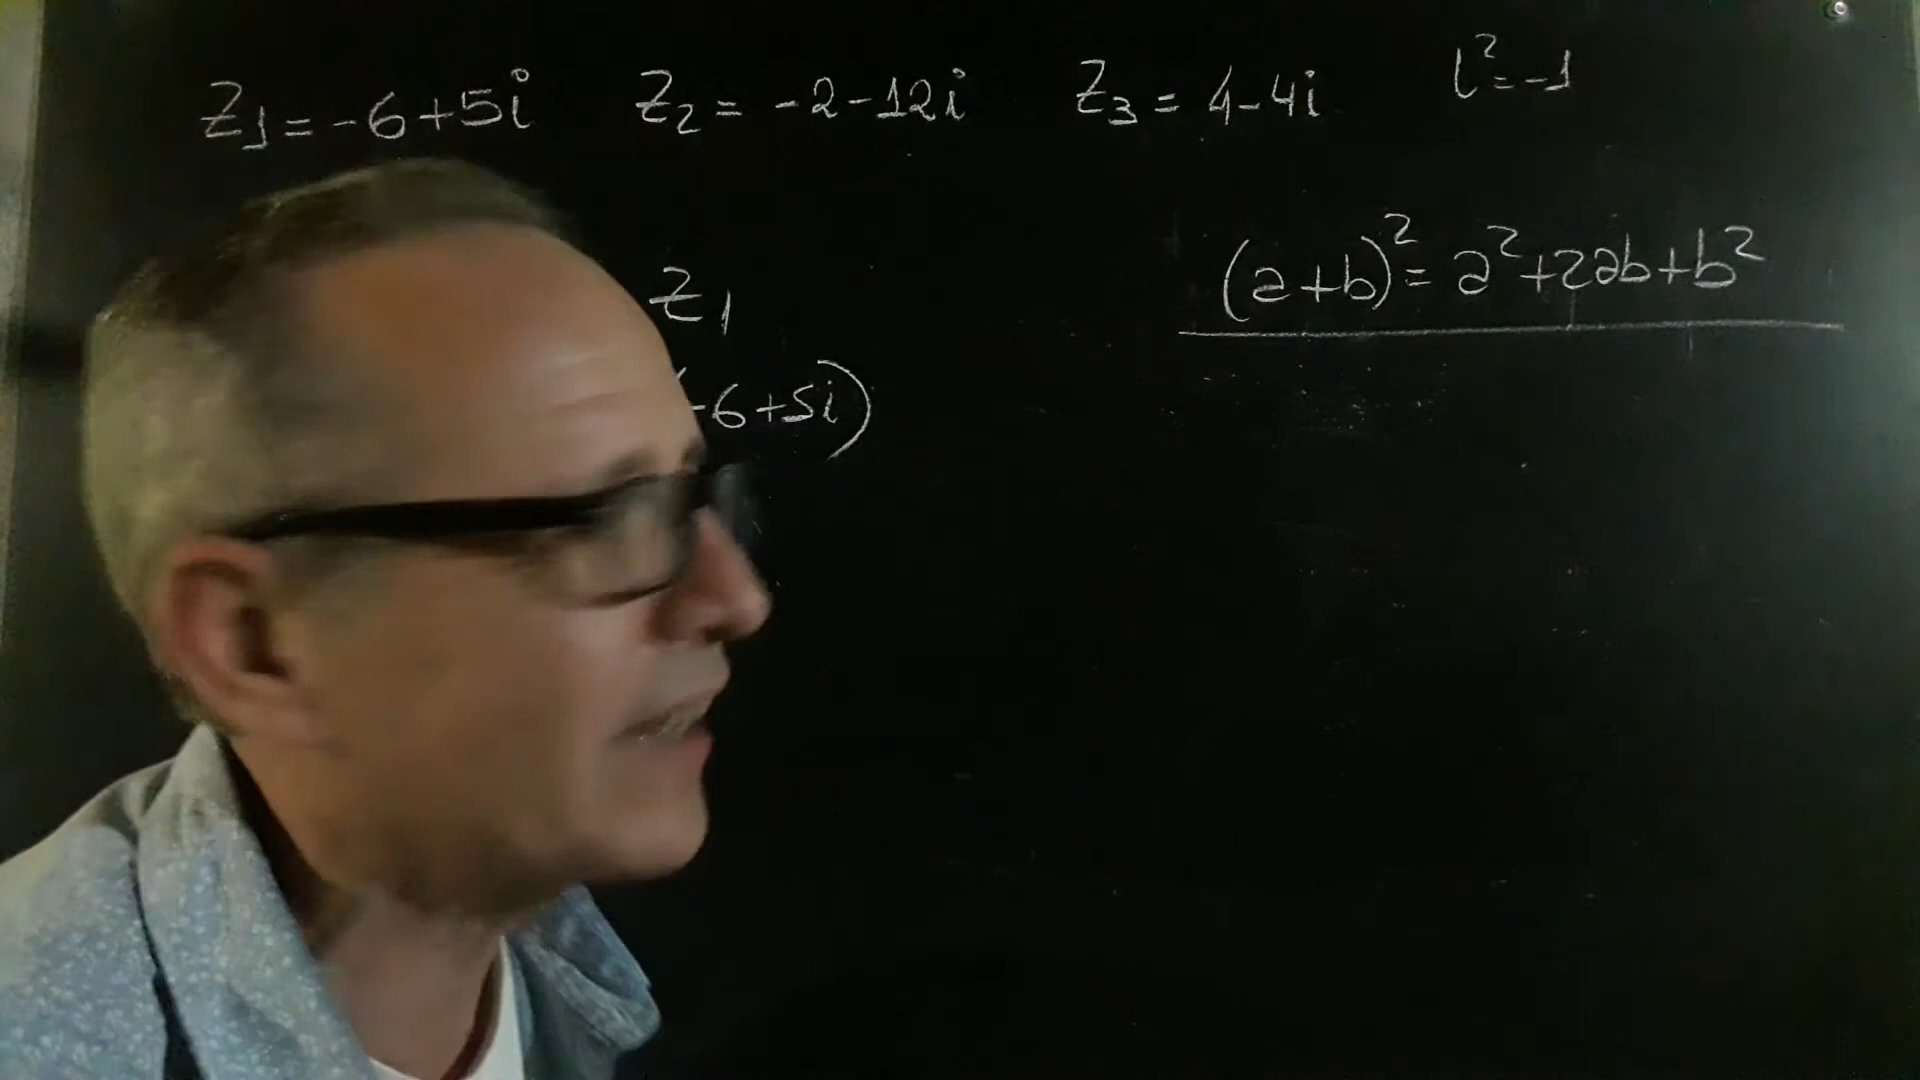 Z₁=-6+5i Z₂=-2-12i Z₃=4-4i i²=-1
(a+b)²=a²+2ab+b²
Z₁
-6+5i)